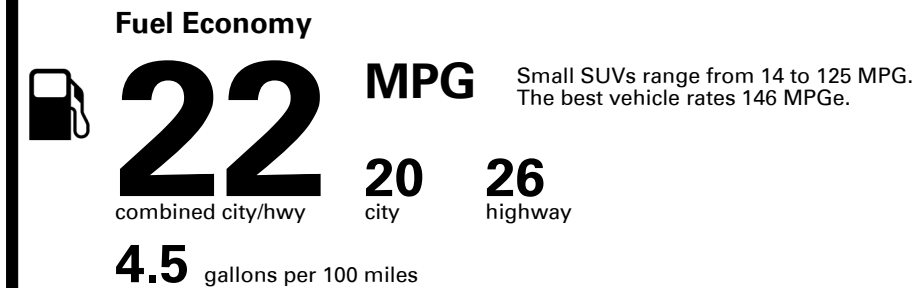 Fuel Economy
22 MPG
Small SUVs range from 14 to 125 MPG.
The best vehicle rates 146 MPGe.
20 26
combined city/hwy city highway
4.5 gallons per 100 miles